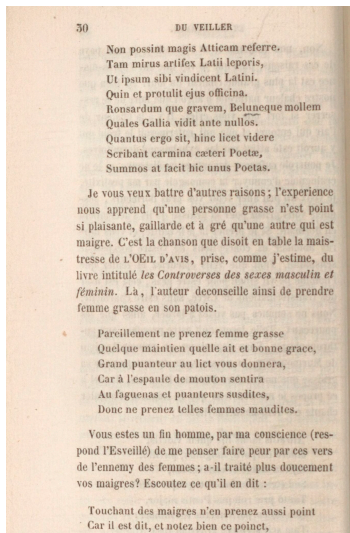 30 DU VEILLER
Non possint magis Atticam referre.
Tam mirus artifex Latii leporis,
Ut ipsum sibi vindicent Latini.
Quin et protulit ejus officina.
Ronsardum que gravem, Beluneque mollem
Quales Gallia vidit ante nullos.
Quantus ergo sit, hinc licet videre
Scribant carmina cæteri Poetæ,
Summos at facit hic unus Poetas.
Je vous veux battre d'autres raisons ; l'experience
nous apprend qu'une personne grasse n'est point
si plaisante, gaillarde et à gré qu'une autre qui est
maigre. C'est la chanson que disoit en table la mais-
tresse de L'OEIL D'AVIS, prise, comme j'estime, du
livre intitulé les Controverses des sexes masculin et
féminin. Là, l'auteur deconseille ainsi de prendre
femme grasse en son patois.
Pareillement ne prenez femme grasse
Quelque maintien quelle ait et bonne grace,
Grand puanteur au lict vous donnera,
Car à l'espaule de mouton sentira
Au faguenas et puanteurs susdites,
Donc ne prenez telles femmes maudites.
Vous estes un fin homme, par ma conscience (res-
pond l'Esveillé) de me penser faire peur par ces vers
de l'ennemy des femmes ; a-il traité plus doucement
vos maigres? Escoutez ce qu'il en dit :
Touchant des maigres n'en prenez aussi point
Car il est dit, et notez bien ce poinct,